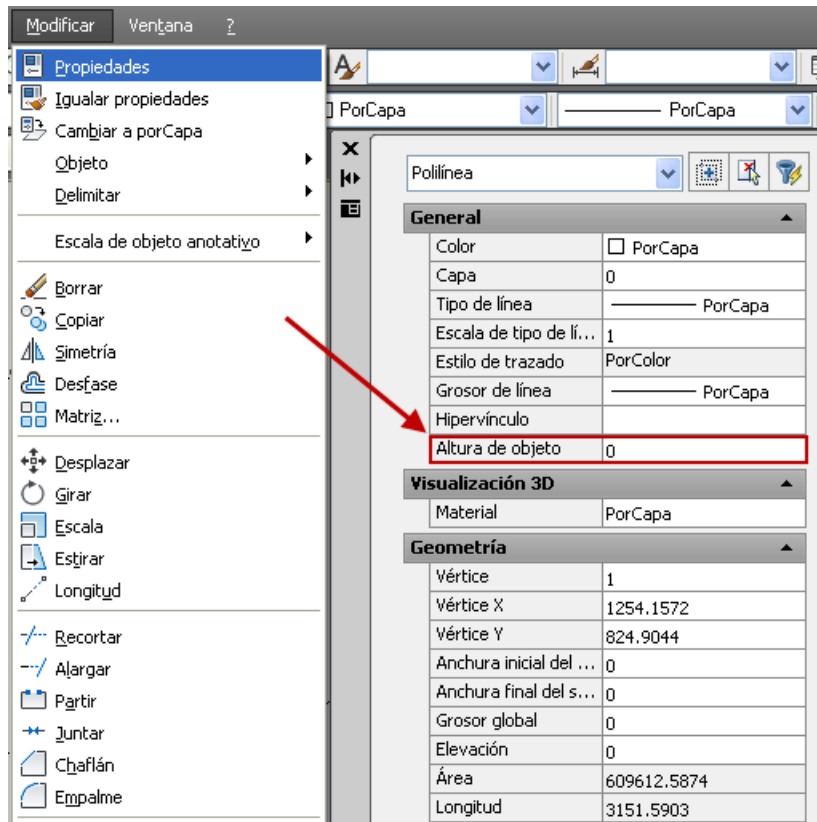 Modificar Ventana ?
Propiedades
Igualar propiedades
Cambiar a porCapa
Objeto
Delimitar
Escala de objeto anotativo
Borrar
Copiar
Simetría
Desfase
Matriz...
Desplazar
Girar
Escala
Estirar
Longitud
Recortar
Alargar
Partir
Juntar
Chaflán
Empalme
PorCapa PorCapa
Polilínea
General
Color PorCapa
Capa 0
Tipo de línea PorCapa
Escala de tipo de lí... 1
Estilo de trazado PorColor
Grosor de línea PorCapa
Hipervínculo
Altura de objeto 0
Visualización 3D
Material PorCapa
Geometría
Vértice 1
Vértice X 1254.1572
Vértice Y 824.9044
Anchura inicial del ... 0
Anchura final del s... 0
Grosor global 0
Elevación 0
Área 609612.5874
Longitud 3151.5903